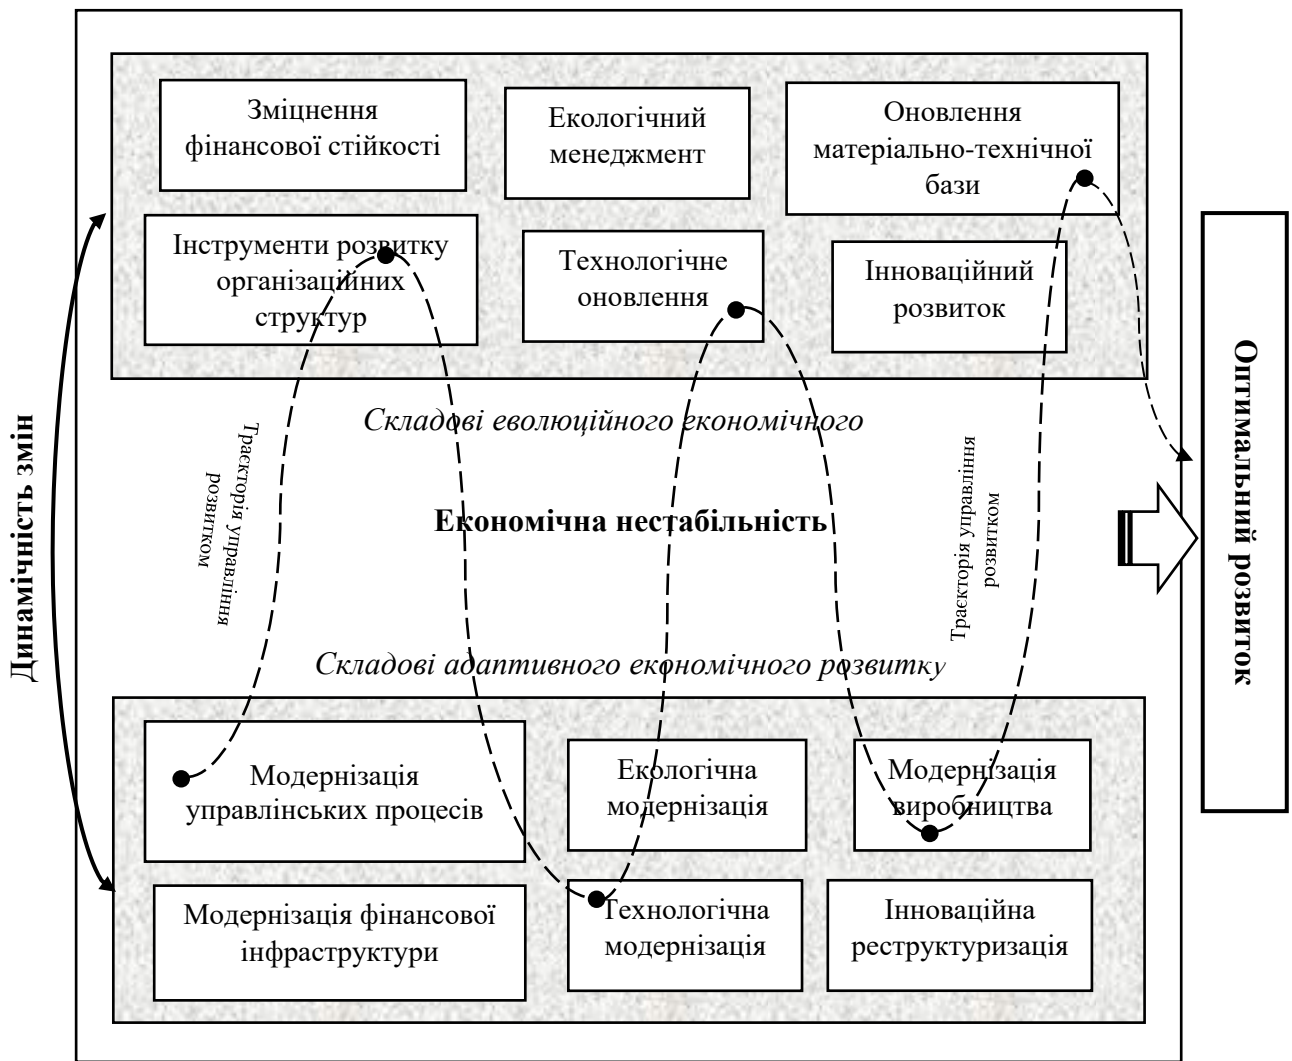 Зміцнення
фінансової стійкості
Екологічний
менеджмент
Оновлення
матеріально-технічної
бази
Інструменти розвитку
організаційних
структур
Технологічне
оновлення
Інноваційний
розвиток
Складові еволюційного економічного
Динамічність змін
Траєкторія управління
розвитком
Економічна нестабільність
Траєкторія управління
розвитком
Оптимальний розвиток
Складові адаптивного економічного розвитку
Модернізація
управлінських процесів
Екологічна
модернізація
Модернізація
виробництва
Модернізація фінансової
інфраструктури
Технологічна
модернізація
Інноваційна
реструктуризація